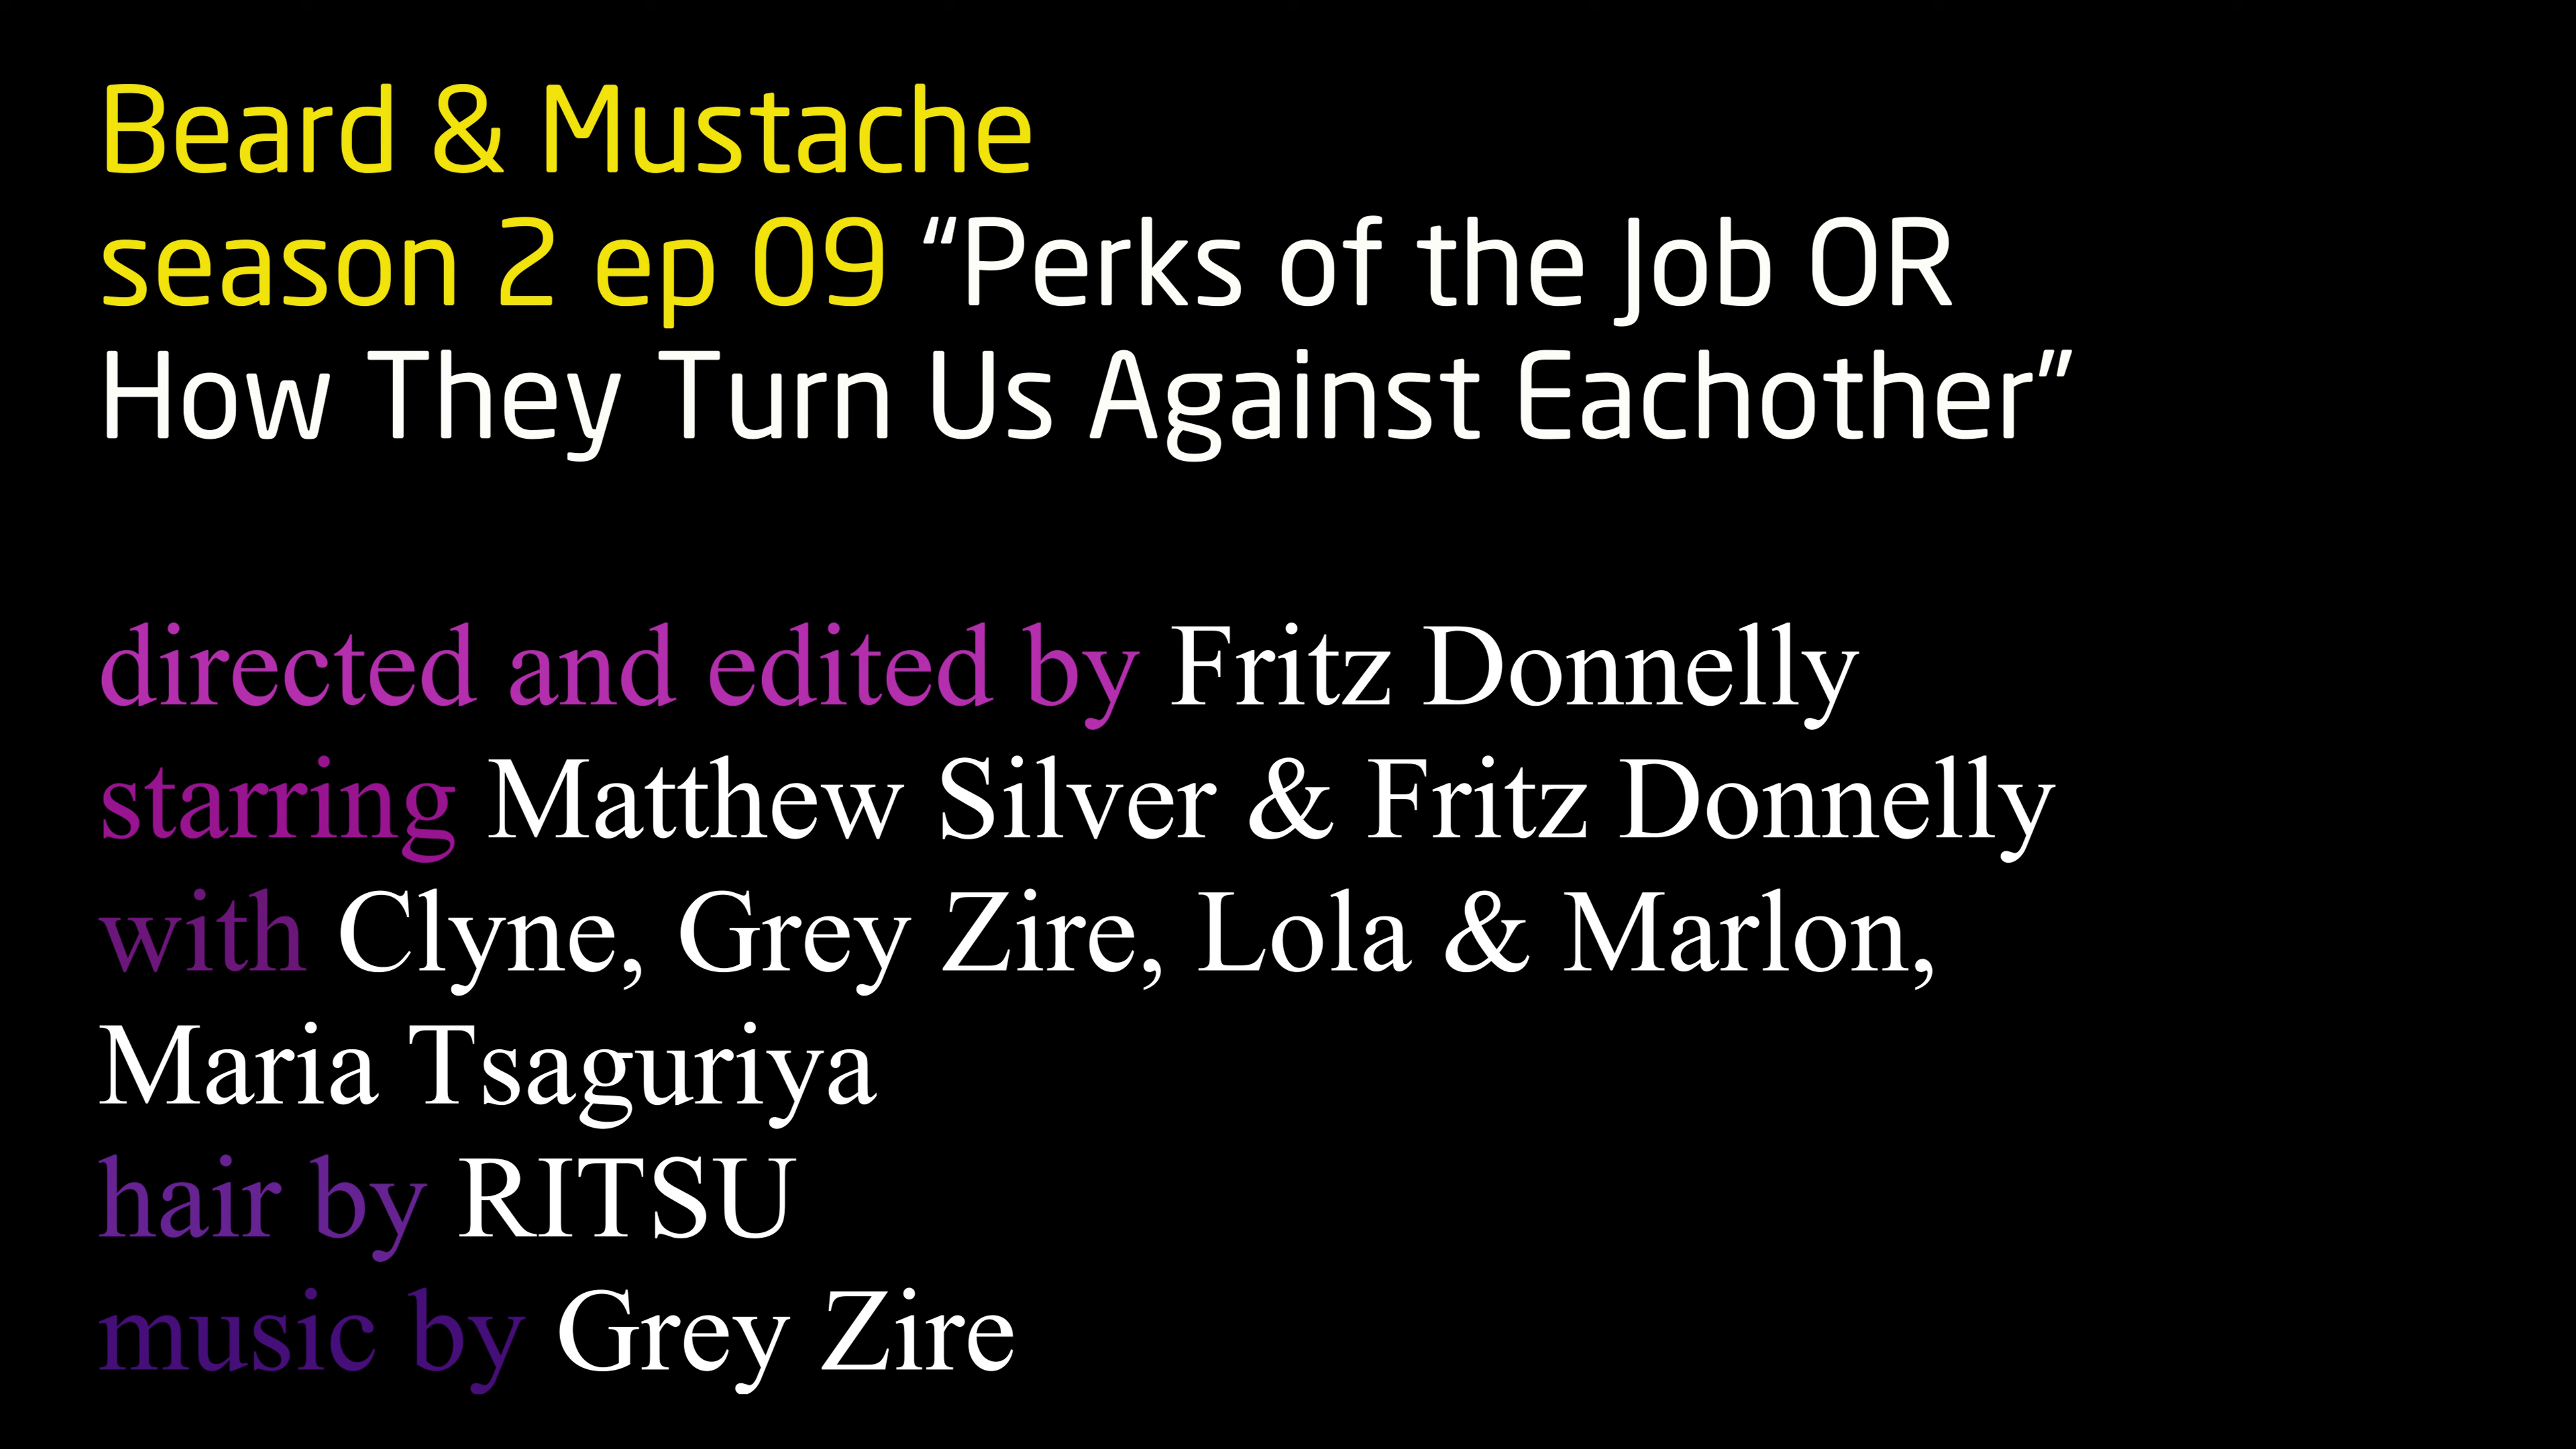 Beard & Mustache
season 2 ep 09 “Perks of the Job OR
How They Turn Us Against Eachother”
directed and edited by Fritz Donnelly
starring Matthew Silver & Fritz Donnelly
with Clyne, Grey Zire, Lola & Marlon,
Maria Tsaguriya
hair by RITSU
music by Grey Zire